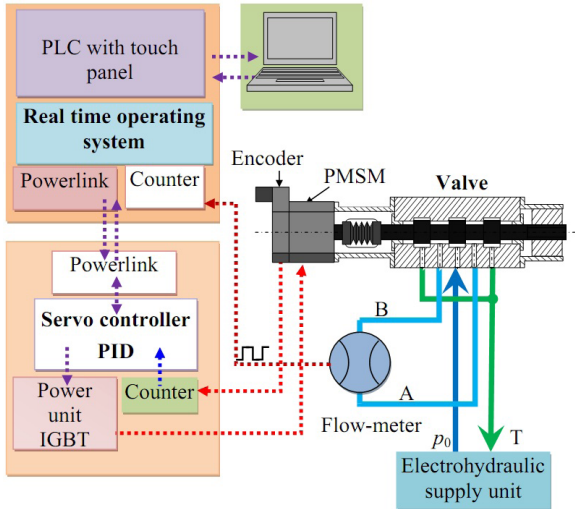 PLC with touch
panel
Real time operating
system
Powerlink
Counter
Encoder
PMSM
Valve
Powerlink
Servo controller
PID
Power
unit
IGBT
Counter
B
A
Flow-meter
p0
T
Electrohydraulic
supply unit